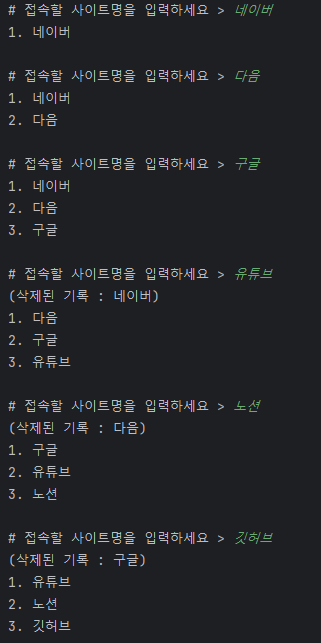 # 접속할 사이트명을 입력하세요 > 네이버
1. 네이버
# 접속할 사이트명을 입력하세요 > 다음
1. 네이버
2. 다음
# 접속할 사이트명을 입력하세요 > 구글
1. 네이버
2. 다음
3. 구글
# 접속할 사이트명을 입력하세요 > 유튜브
(삭제된 기록 : 네이버)
1. 다음
2. 구글
3. 유튜브
# 접속할 사이트명을 입력하세요 > 노션
(삭제된 기록 : 다음)
1. 구글
2. 유튜브
3. 노션
# 접속할 사이트명을 입력하세요 > 깃허브
(삭제된 기록 : 구글)
1. 유튜브
2. 노션
3. 깃허브